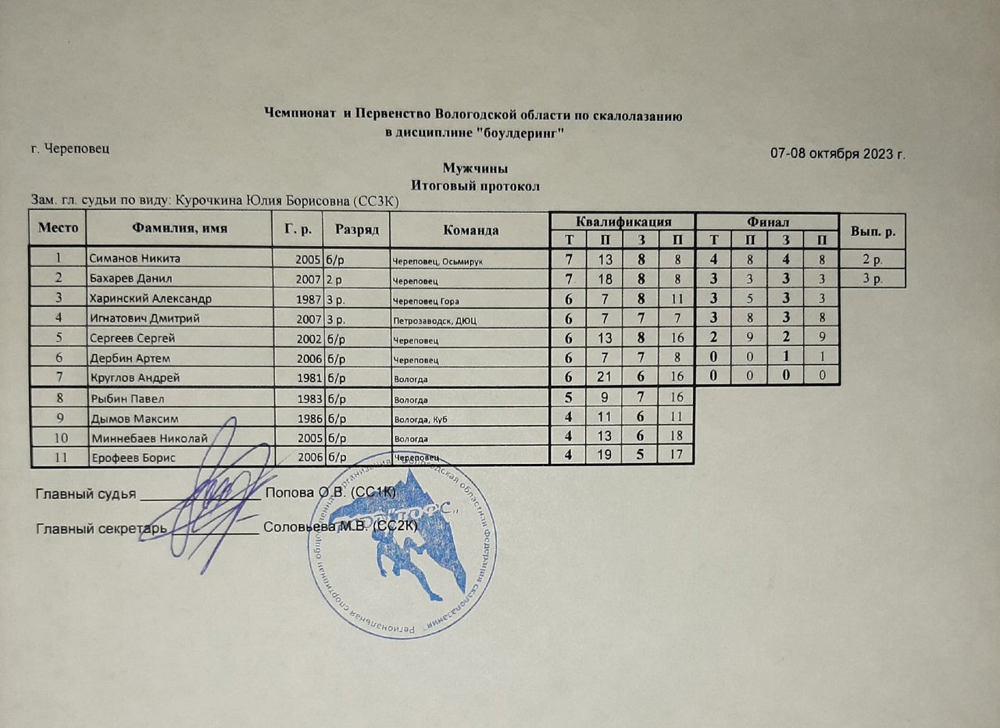 Чемпионат и Первенство Вологодской области по скалолазанию
в дисциплине "боулдеринг"
г. Череповец 07-08 октября 2023 г.
Мужчины
Итоговый протокол
Зам. гл. судьи по виду: Курочкина Юлия Борисовна (СС3К)
Место Фамилия, имя Г. р. Разряд Команда Квалификация Финал Вып. р.
Т П З П Т П З П
1 Симанов Никита 2005 б/р Череповец, Осьмирук 7 13 8 8 4 8 4 8 2 р.
2 Бахарев Данил 2007 2 р Череповец 7 18 8 8 3 3 3 3 3 р.
3 Харинский Александр 1987 3 р. Череповец Гора 6 7 8 11 3 5 3 3
4 Игнатович Дмитрий 2007 3 р. Петрозаводск, ДЮЦ 6 7 7 7 3 8 3 8
5 Сергеев Сергей 2002 б/р Череповец 6 13 8 16 2 9 2 9
6 Дербин Артем 2006 б/р Череповец 6 7 7 8 0 0 1 1
7 Круглов Андрей 1981 б/р Вологда 6 21 6 16 0 0 0 0
8 Рыбин Павел 1983 б/р Вологда 5 9 7 16
9 Дымов Максим 1986 б/р Вологда, Куб 4 11 6 11
10 Миннебаев Николай 2005 б/р Вологда 4 13 6 18
11 Ерофеев Борис 2006 б/р Череповец 4 19 5 17
Главный судья Попова О.В. (СС1К)
Главный секретарь Соловьева М.В. (СС2К)
Региональная спортивная общественная организация "Вологодская областная Федерация скалолазания"